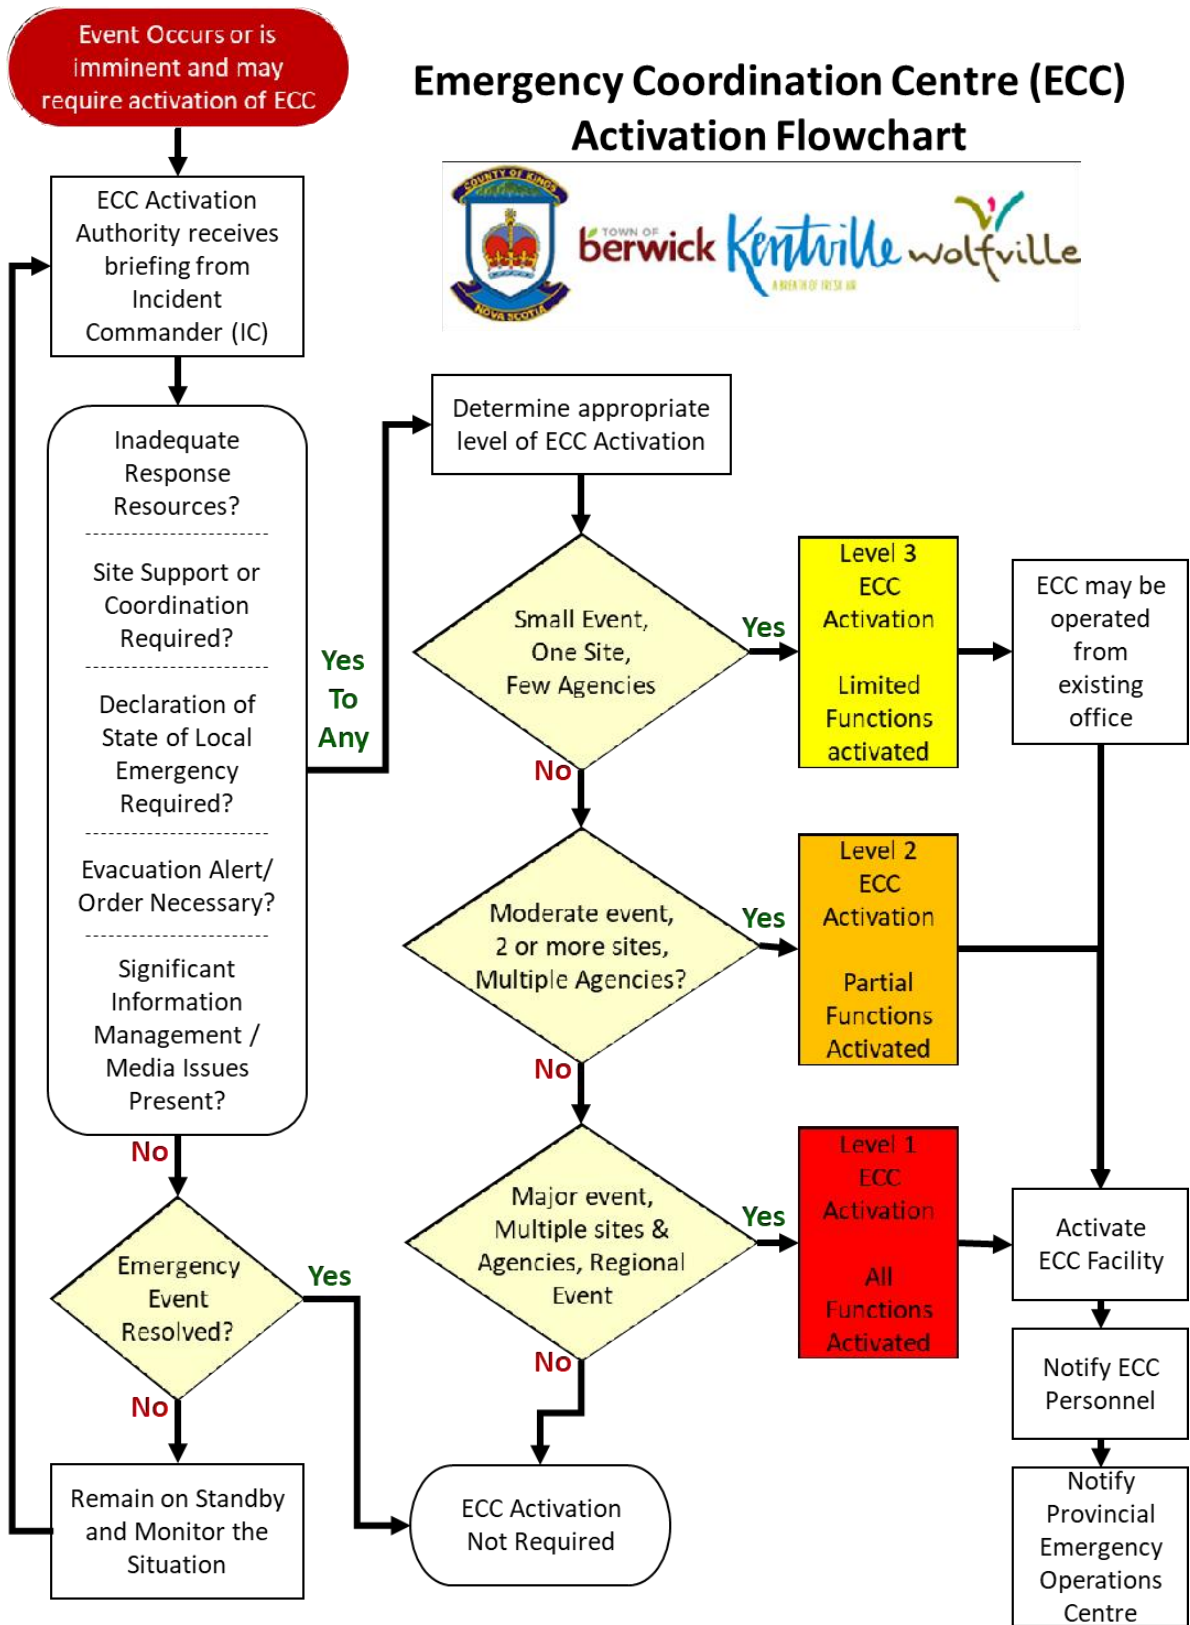 Event Occurs or is
imminent and may
require activation of ECC
Emergency Coordination Centre (ECC)
Activation Flowchart
COUNTY OF KINGS
NOVA SCOTIA
TOWN OF
berwick
Kentville
A BREATH OF FRESH AIR
wolfville
ECC Activation
Authority receives
briefing from
Incident
Commander (IC)
Inadequate
Response
Resources?
Site Support or
Coordination
Required?
Declaration of
State of Local
Emergency
Required?
Evacuation Alert/
Order Necessary?
Significant
Information
Management /
Media Issues
Present?
Yes
To
Any
No
Emergency
Event
Resolved?
Yes
No
Remain on Standby
and Monitor the
Situation
Determine appropriate
level of ECC Activation
Small Event,
One Site,
Few Agencies
Yes
No
Level 3
ECC
Activation
Limited
Functions
activated
ECC may be
operated
from
existing
office
Moderate event,
2 or more sites,
Multiple Agencies?
Yes
No
Level 2
ECC
Activation
Partial
Functions
Activated
Major event,
Multiple sites &
Agencies, Regional
Event
Yes
No
Level 1
ECC
Activation
All
Functions
Activated
ECC Activation
Not Required
Activate
ECC Facility
Notify ECC
Personnel
Notify
Provincial
Emergency
Operations
Centre